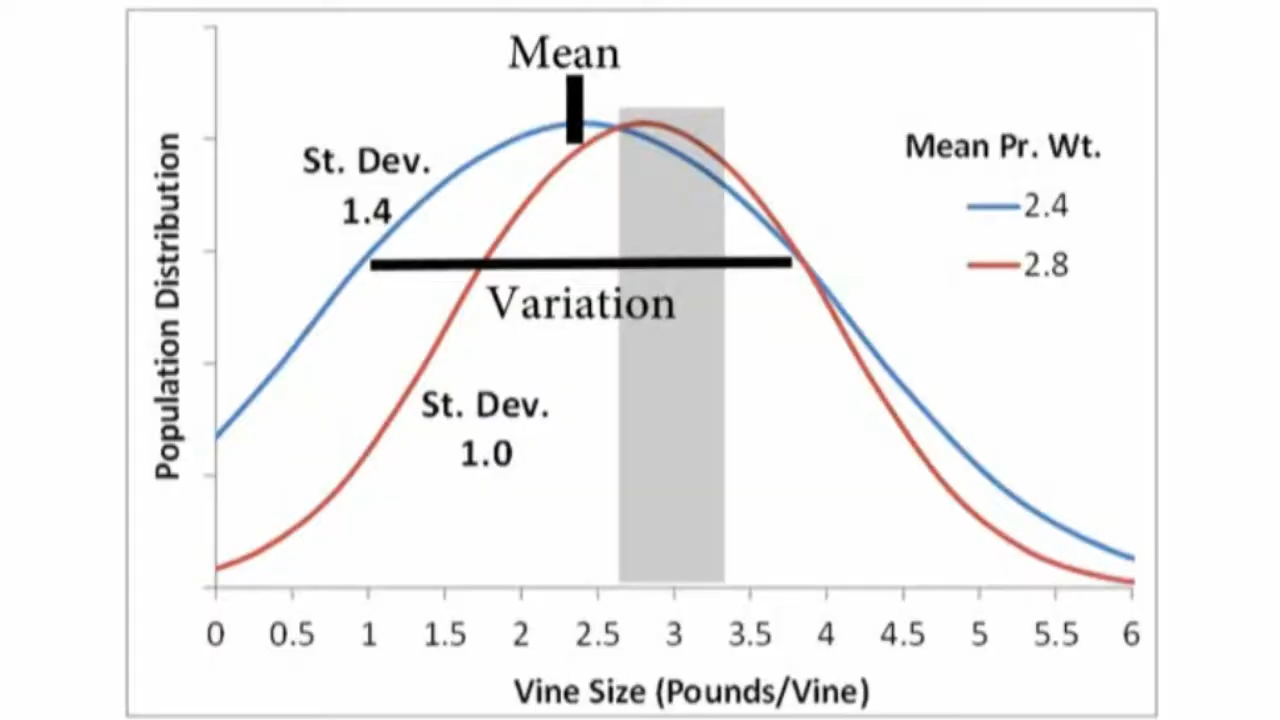 Mean
St. Dev.
1.4
Mean Pr. Wt.
2.4
2.8
Variation
St. Dev.
1.0
Population Distribution
0 0.5 1 1.5 2 2.5 3 3.5 4 4.5 5 5.5 6
Vine Size (Pounds/Vine)